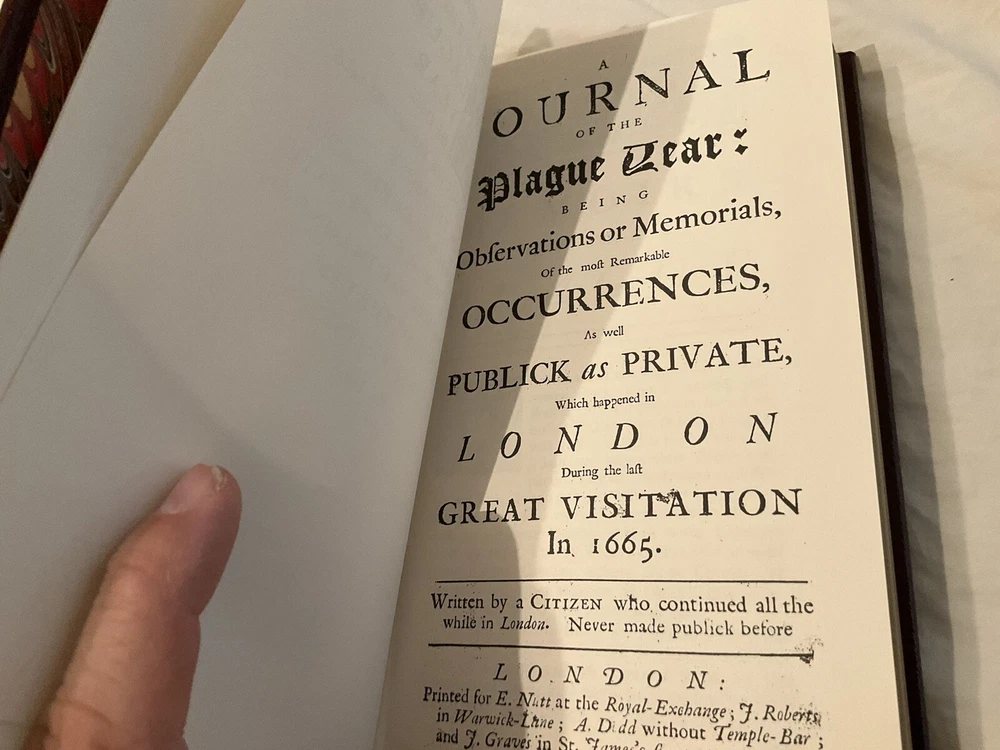 A
OURNAL
OF THE
Plague Year:
BEING
Obſervations or Memorials,
Of the moſt Remarkable
OCCURRENCES,
As well
PUBLICK as PRIVATE,
Which happened in
LONDON
During the laſt
GREAT VISITATION
In 1665.
Written by a CITIZEN who continued all the
while in London. Never made publick before
LONDON:
Printed for E. Nutt at the Royal-Exchange; J. Roberts
in Warwick-Lane; A. Dodd without Temple-Bar;
and J. Graves in St. James's